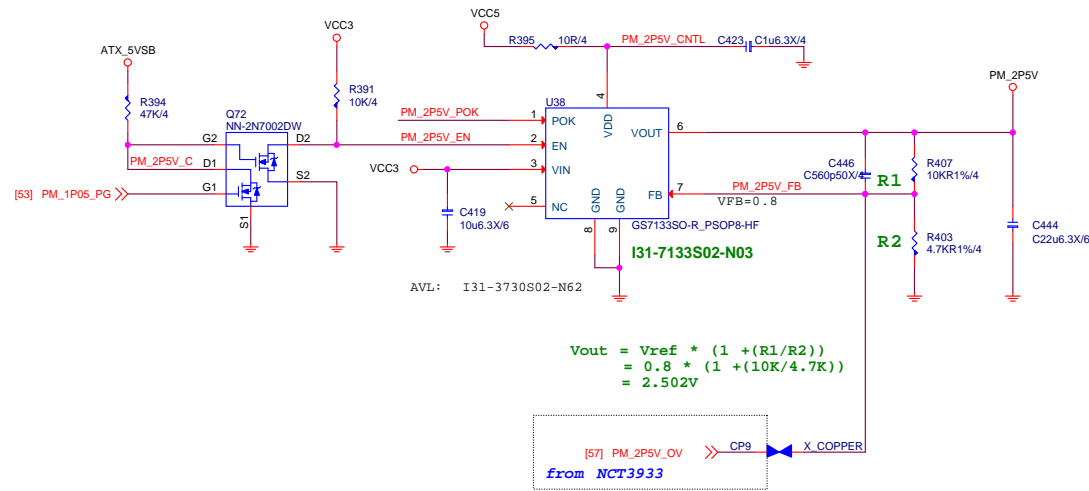 VCC5
VCC3
R395
10R/4
PM_2P5V_CNTL
C423
C1u6.3X/4
ATX_5VSB
PM_2P5V
R394
47K/4
R391
10K/4
Q72
NN-2N7002DW
U38
4
VDD
PM_2P5V_POK
1
POK
VOUT
6
G2
D2
PM_2P5V_EN
2
EN
PM_2P5V_C
D1
VCC3
3
VIN
C446
C560p50X/4
R1
R407
10KR1%/4
S2
[53] PM_1P05_PG
G1
FB
7
PM_2P5V_FB
VFB=0.8
5
NC
GND
GND
S1
C419
10u6.3X/6
8
9
GS7133SO-R_PSOP8-HF
R2
R403
4.7KR1%/4
C444
C22u6.3X/6
I31-7133S02-N03
AVL: I31-3730S02-N62
Vout = Vref * (1 +(R1/R2))
= 0.8 * (1 +(10K/4.7K))
= 2.502V
[57] PM_2P5V_OV
CP9
X_COPPER
from NCT3933